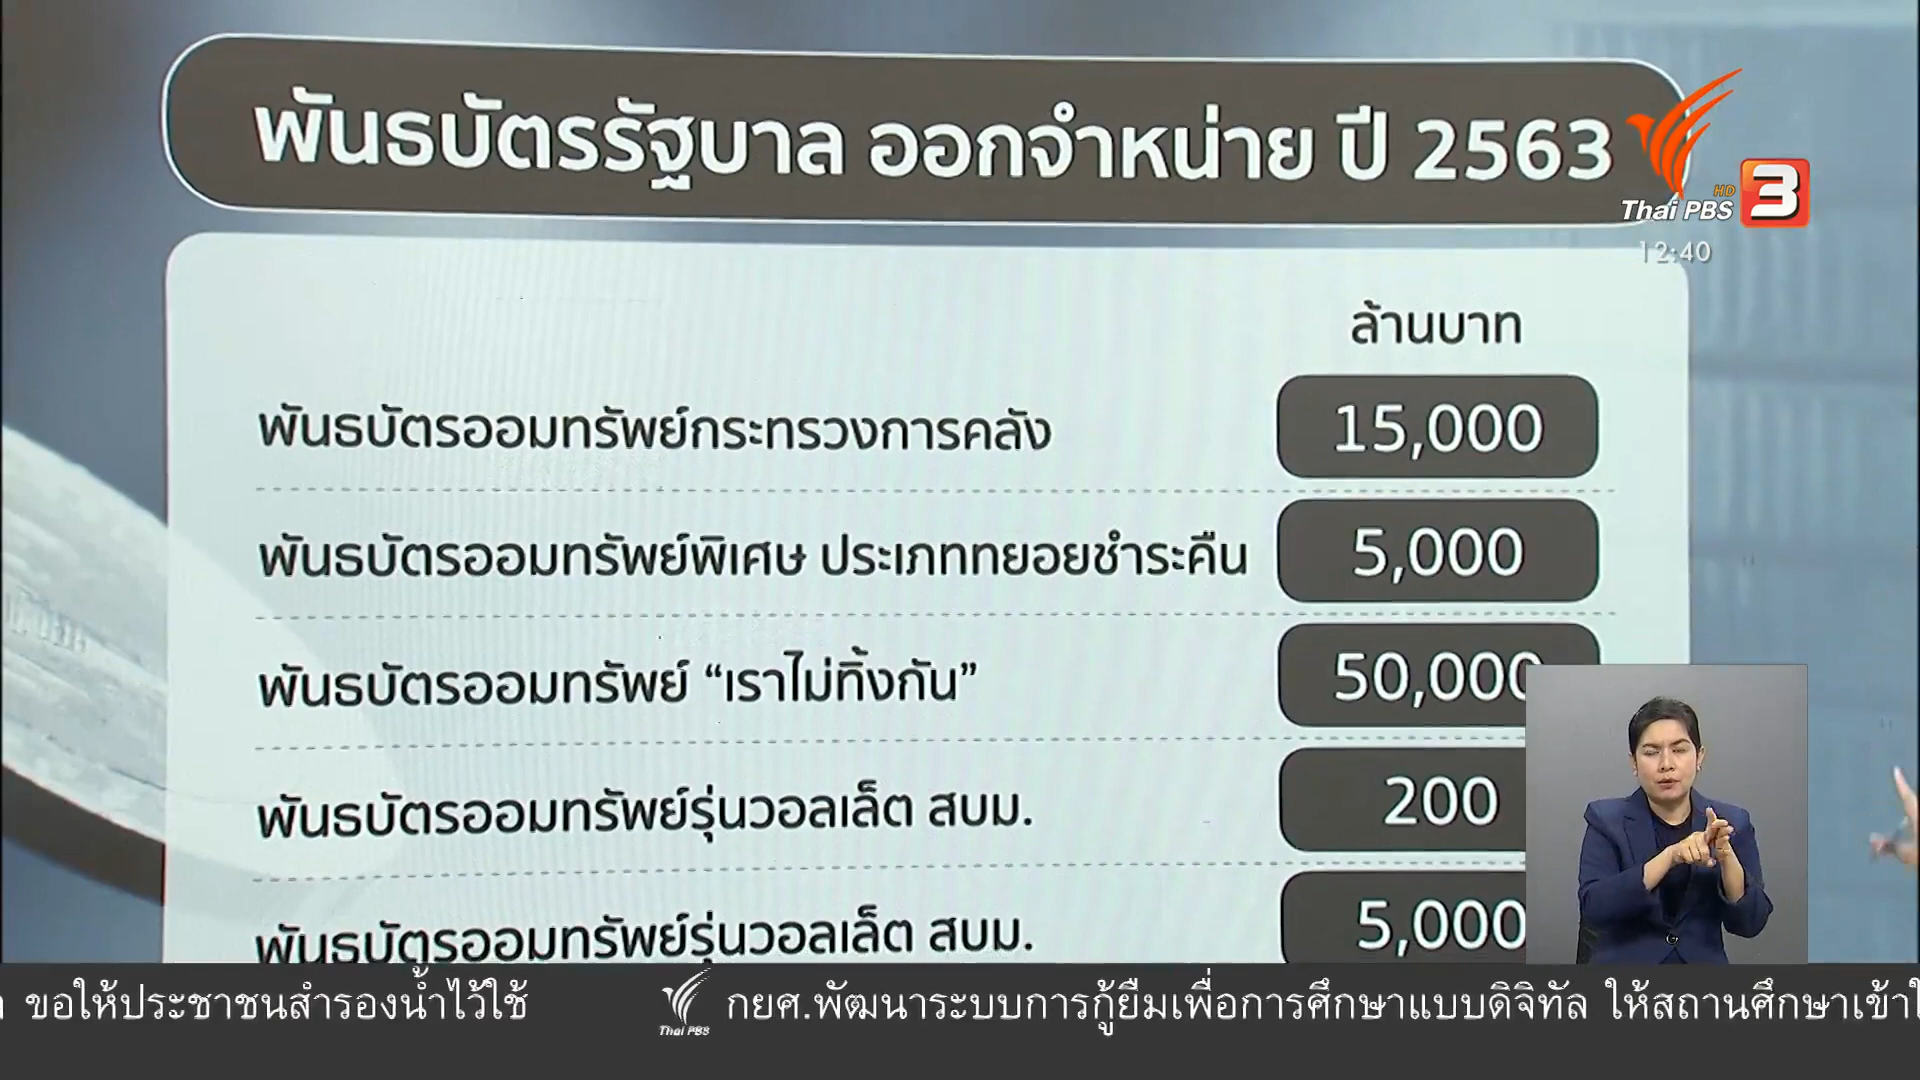 พันธบัตรรัฐบาล ออกจำหน่าย ปี 2563
HD
Thai PBS 3
12:40
ล้านบาท
พันธบัตรออมทรัพย์กระทรวงการคลัง 15,000
พันธบัตรออมทรัพย์พิเศษ ประเภททยอยชำระคืน 5,000
พันธบัตรออมทรัพย์ “เราไม่ทิ้งกัน” 50,000
พันธบัตรออมทรัพย์รุ่นวอลเล็ต สบม. 200
พันธบัตรออมทรัพย์รุ่นวอลเล็ต สบม. 5,000
ขอให้ประชาชนสำรองน้ำไว้ใช้ Thai PBS กยศ.พัฒนาระบบการกู้ยืมเพื่อการศึกษาแบบดิจิทัล ให้สถานศึกษาเข้า